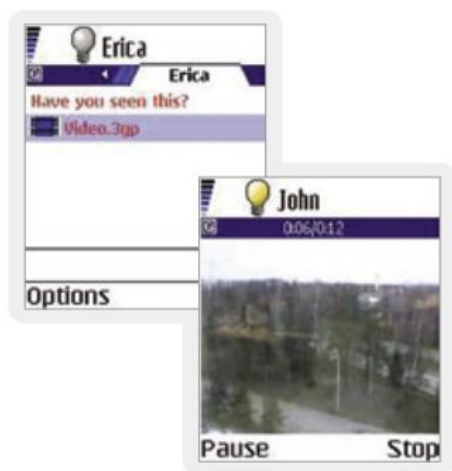 Erica
Erica
Have you seen this?
Video.3gp
Options
John
0:06/0:12
Pause
Stop